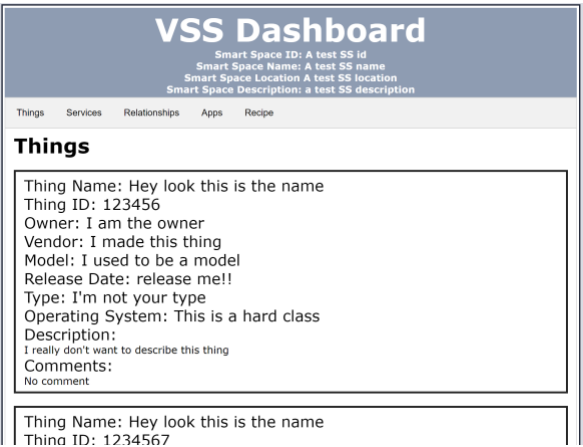 VSS Dashboard
Smart Space ID: A test SS id
Smart Space Name: A test SS name
Smart Space Location A test SS location
Smart Space Description: a test SS description
Things Services Relationships Apps Recipe
Things
Thing Name: Hey look this is the name
Thing ID: 123456
Owner: I am the owner
Vendor: I made this thing
Model: I used to be a model
Release Date: release me!!
Type: I'm not your type
Operating System: This is a hard class
Description:
I really don't want to describe this thing
Comments:
No comment
Thing Name: Hey look this is the name
Thing ID: 1234567